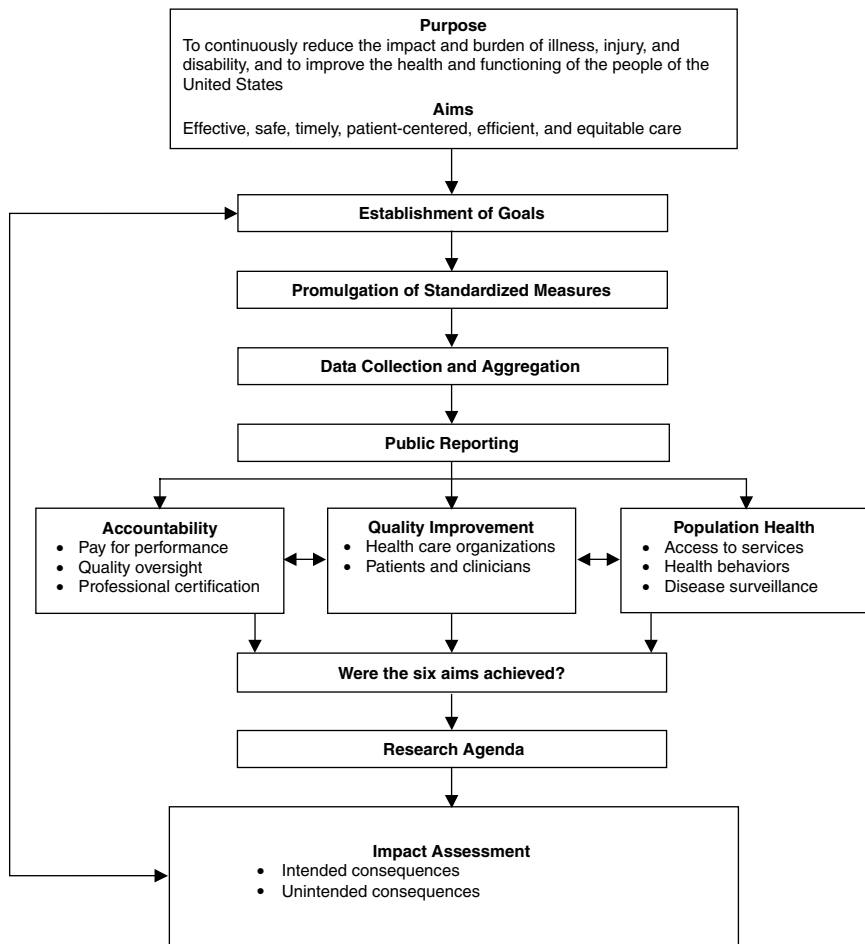 Purpose
To continuously reduce the impact and burden of illness, injury, and
disability, and to improve the health and functioning of the people of the
United States
Aims
Effective, safe, timely, patient-centered, efficient, and equitable care
Establishment of Goals
Promulgation of Standardized Measures
Data Collection and Aggregation
Public Reporting
Accountability
• Pay for performance
• Quality oversight
• Professional certification
Quality Improvement
• Health care organizations
• Patients and clinicians
Population Health
• Access to services
• Health behaviors
• Disease surveillance
Were the six aims achieved?
Research Agenda
Impact Assessment
• Intended consequences
• Unintended consequences